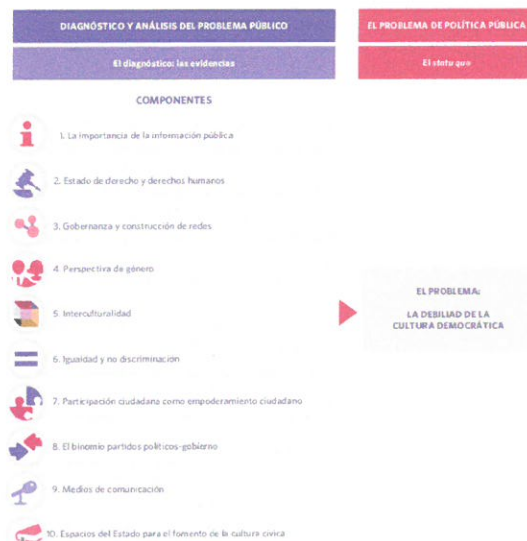 DIAGNÓSTICO Y ANÁLISIS DEL PROBLEMA PÚBLICO
EL PROBLEMA DE POLÍTICA PÚBLICA
El diagnóstico: las evidencias
El statu quo
COMPONENTES
1. La importancia de la información pública
2. Estado de derecho y derechos humanos
3. Gobernanza y construcción de redes
4. Perspectiva de género
5. Interculturalidad
6. Igualdad y no discriminación
7. Participación ciudadana como empoderamiento ciudadano
8. El binomio partidos políticos-gobierno
9. Medios de comunicación
10. Espacios del Estado para el fomento de la cultura cívica
EL PROBLEMA:
LA DEBILIAD DE LA
CULTURA DEMOCRÁTICA